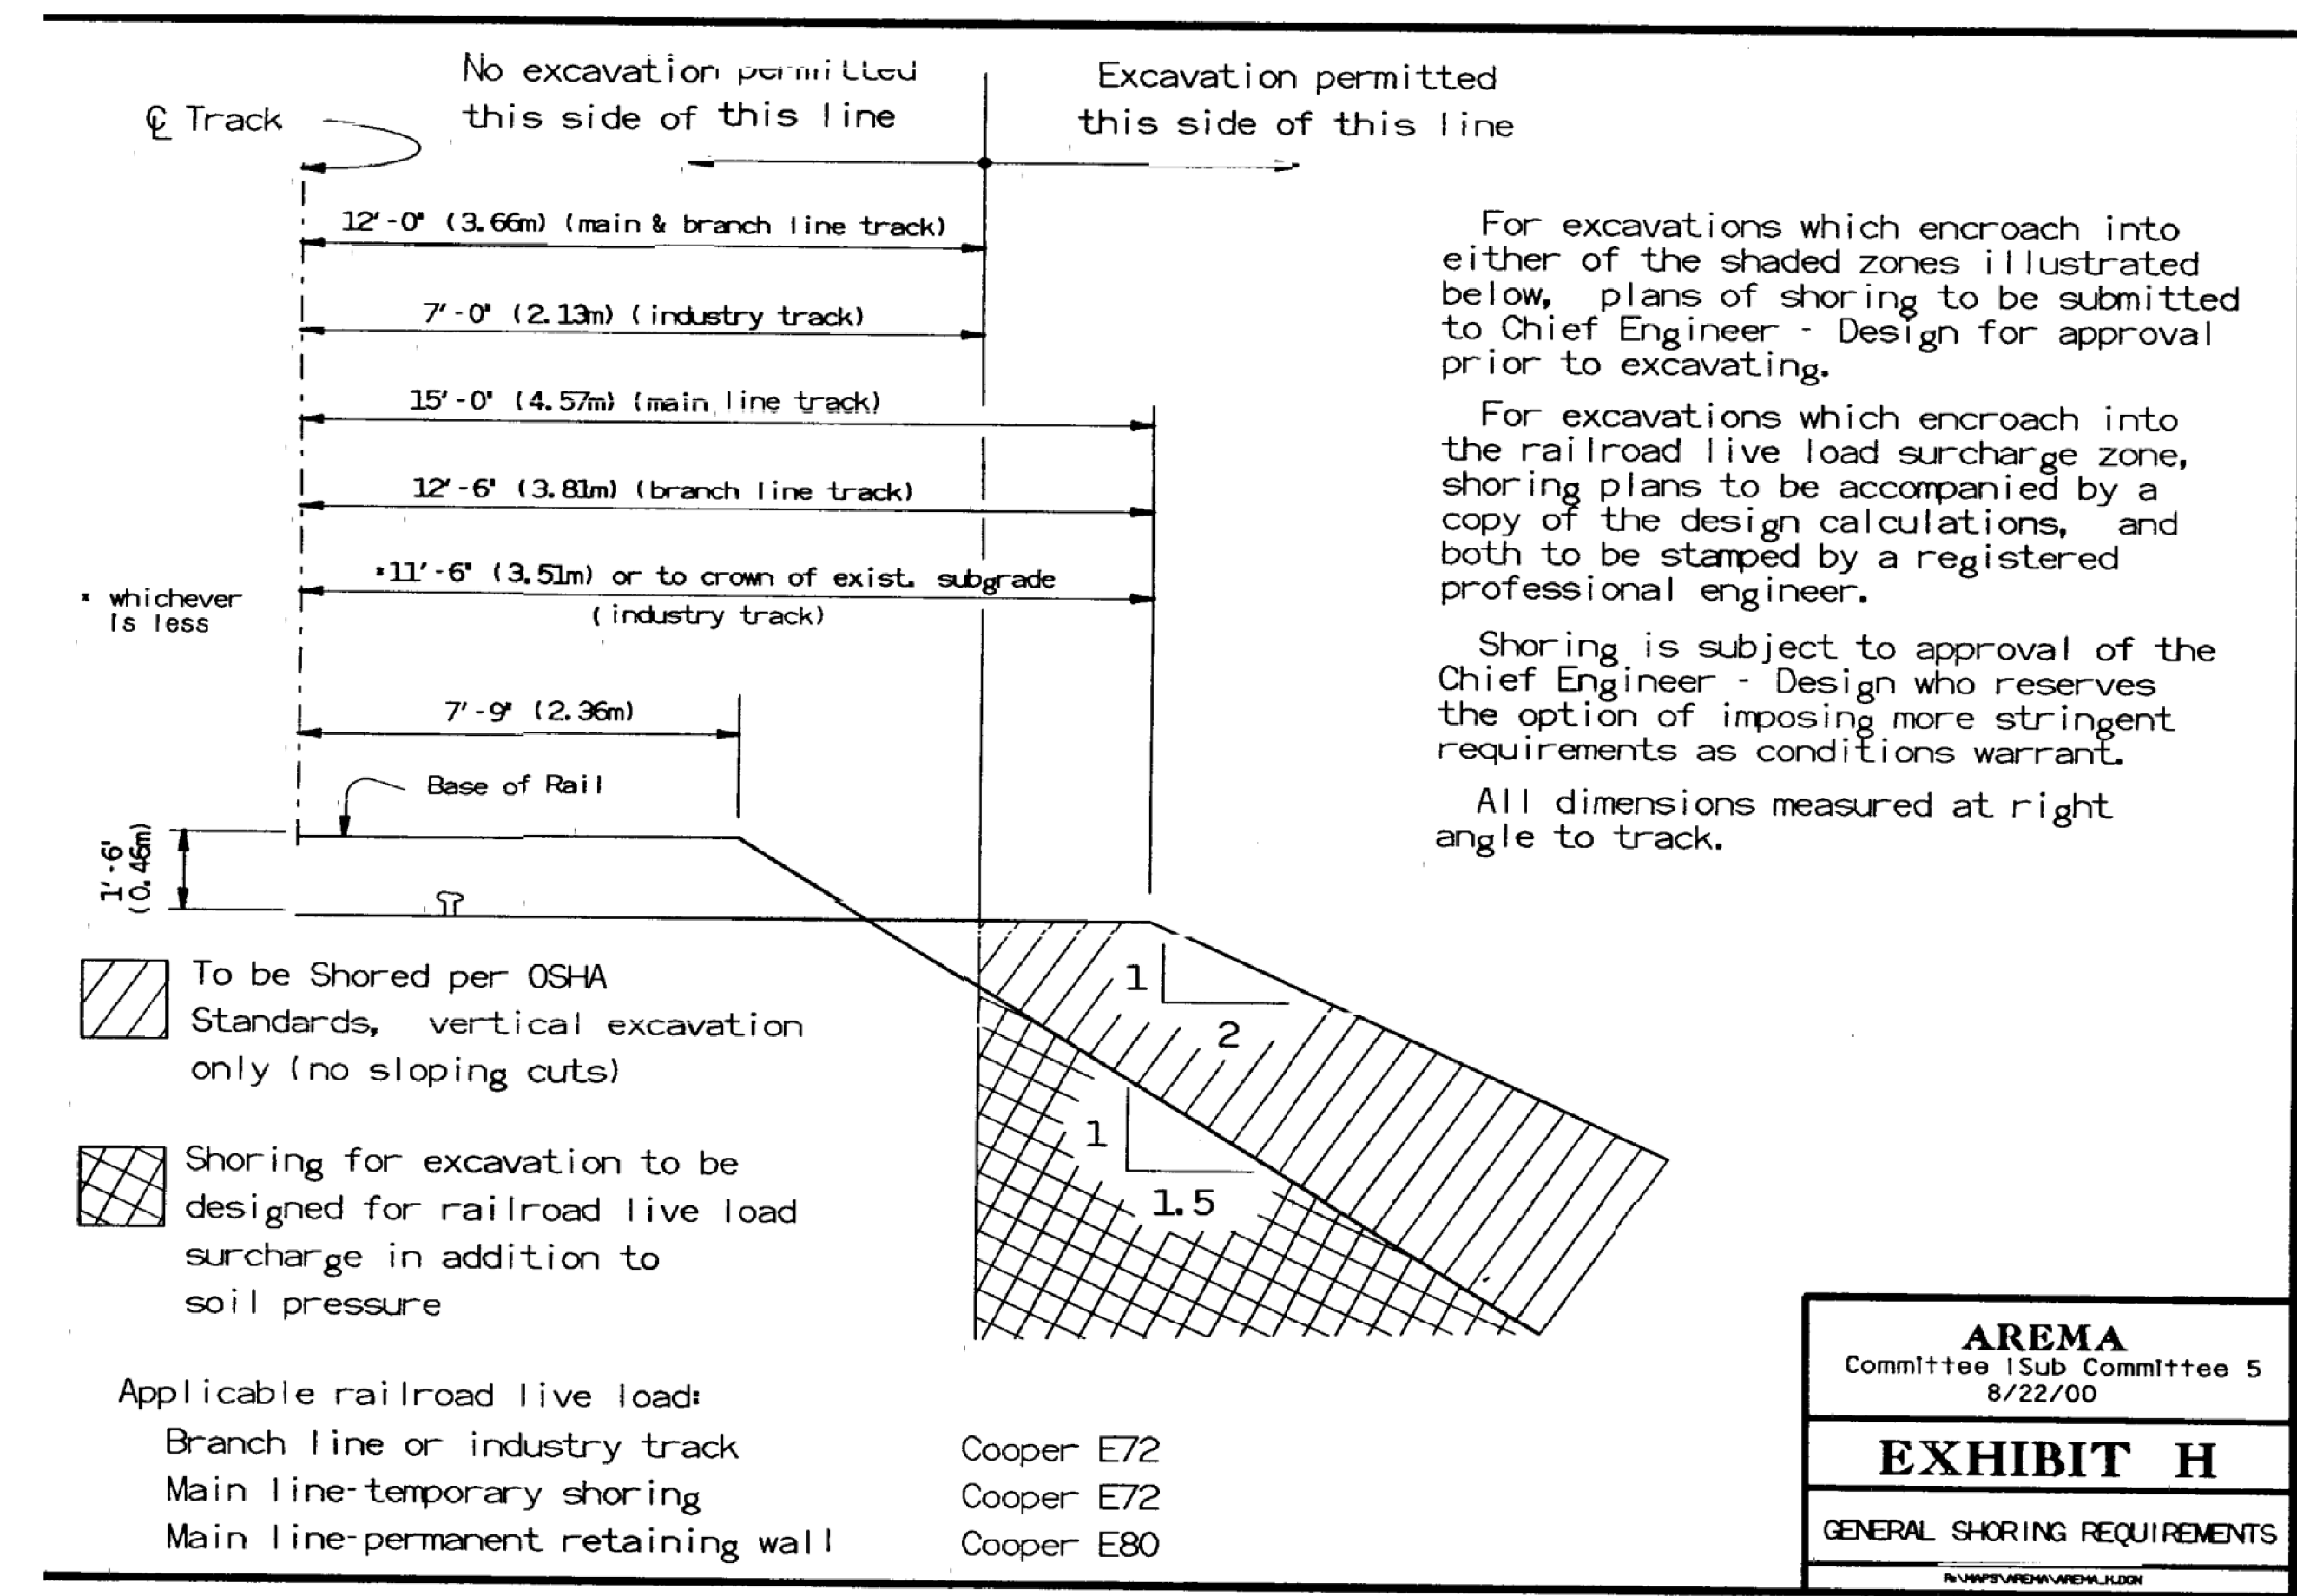 No excavation permitted
this side of this line
Excavation permitted
this side of this line
℄ Track
12'-0" (3.66m) (main & branch line track)
7'-0" (2.13m) (industry track)
15'-0" (4.57m) (main line track)
12'-6" (3.81m) (branch line track)
*11'-6" (3.51m) or to crown of exist. subgrade
(industry track)
* whichever
is less
7'-9" (2.36m)
Base of Rail
1'-6"
(0.46m)
For excavations which encroach into
either of the shaded zones illustrated
below, plans of shoring to be submitted
to Chief Engineer - Design for approval
prior to excavating.
For excavations which encroach into
the railroad live load surcharge zone,
shoring plans to be accompanied by a
copy of the design calculations, and
both to be stamped by a registered
professional engineer.
Shoring is subject to approval of the
Chief Engineer - Design who reserves
the option of imposing more stringent
requirements as conditions warrant.
All dimensions measured at right
angle to track.
To be Shored per OSHA
Standards, vertical excavation
only (no sloping cuts)
1
2
1
1.5
Shoring for excavation to be
designed for railroad live load
surcharge in addition to
soil pressure
Applicable railroad live load:
Branch line or industry track Cooper E72
Main line-temporary shoring Cooper E72
Main line-permanent retaining wall Cooper E80
AREMA
Committee 1Sub Committee 5
8/22/00
EXHIBIT H
GENERAL SHORING REQUIREMENTS
R:\MAPS\AREMA\AREMA_H.DGN